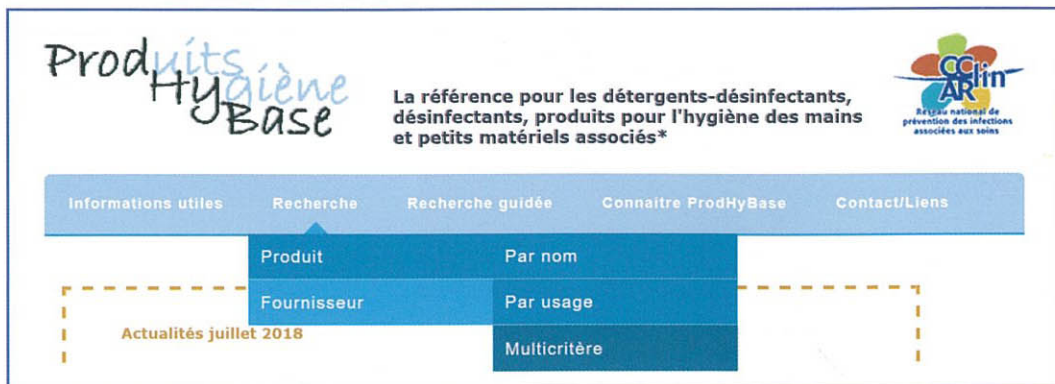 Produits
Hygiène
Base
La référence pour les détergents-désinfectants,
désinfectants, produits pour l'hygiène des mains
et petits matériels associés*
CClin
ARlin
Réseau national de
prévention des infections
associées aux soins
Informations utiles Recherche Recherche guidée Connaitre ProdHyBase Contact/Liens
Produit Par nom
Fournisseur Par usage
Actualités juillet 2018
Multicritère